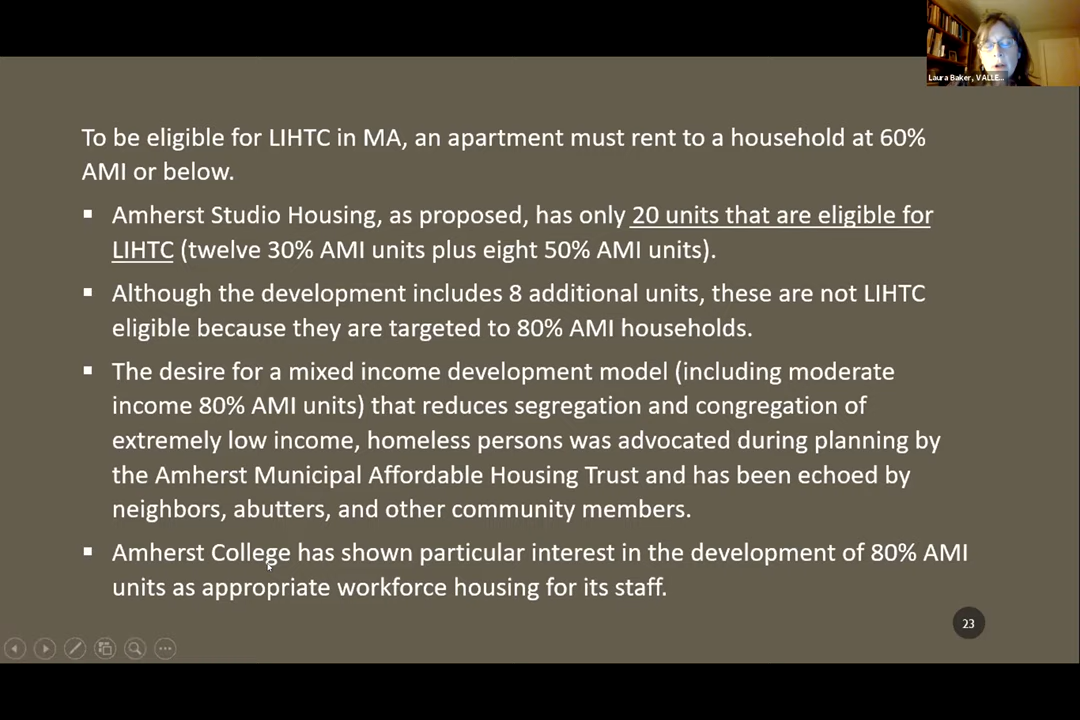 Laura Baker, VALLE...
To be eligible for LIHTC in MA, an apartment must rent to a household at 60%
AMI or below.
▪ Amherst Studio Housing, as proposed, has only 20 units that are eligible for
LIHTC (twelve 30% AMI units plus eight 50% AMI units).
▪ Although the development includes 8 additional units, these are not LIHTC
eligible because they are targeted to 80% AMI households.
▪ The desire for a mixed income development model (including moderate
income 80% AMI units) that reduces segregation and congregation of
extremely low income, homeless persons was advocated during planning by
the Amherst Municipal Affordable Housing Trust and has been echoed by
neighbors, abutters, and other community members.
▪ Amherst College has shown particular interest in the development of 80% AMI
units as appropriate workforce housing for its staff.
23